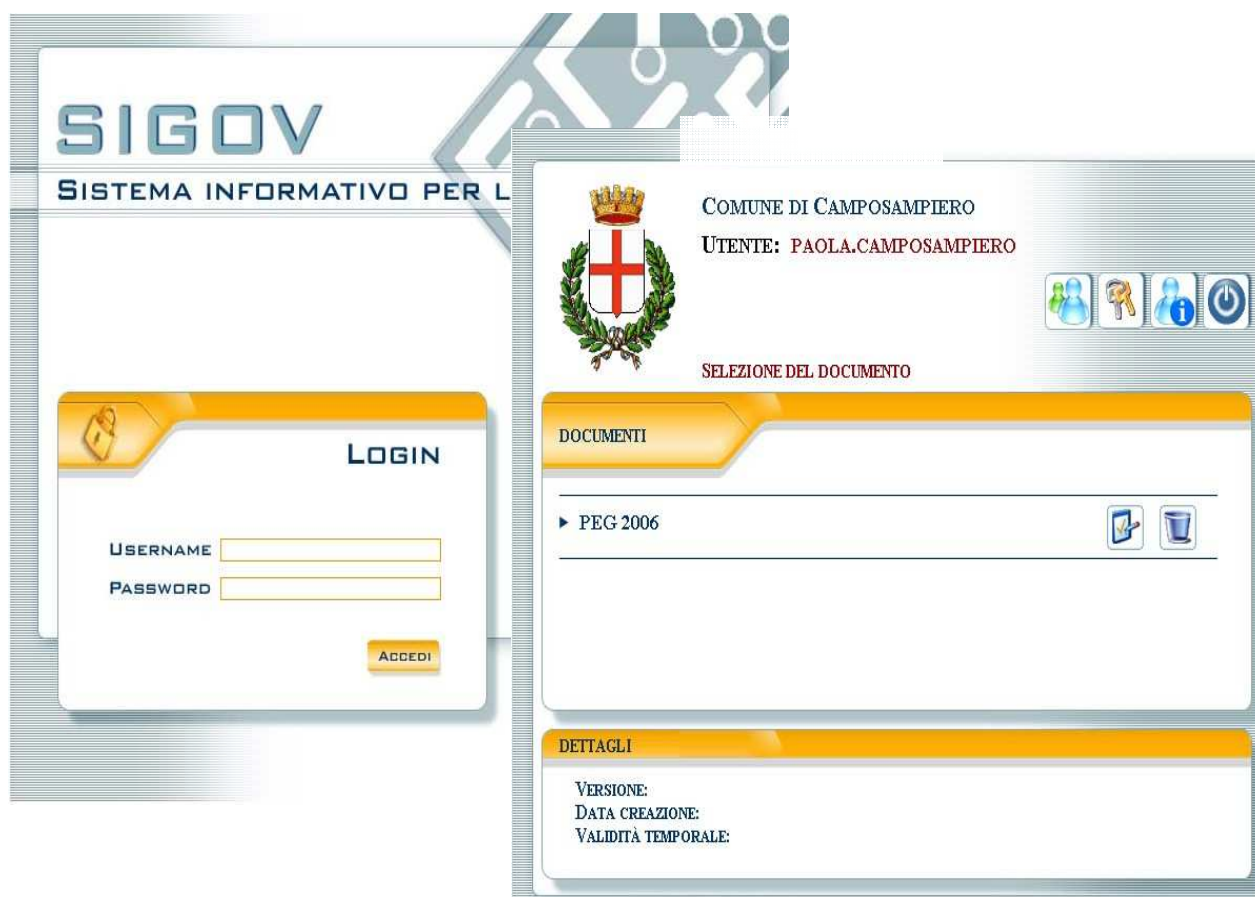 SIGOV
SISTEMA INFORMATIVO PER L
LOGIN
USERNAME
PASSWORD
ACCEDI
COMUNE DI CAMPOSAMPIERO
UTENTE: PAOLA.CAMPOSAMPIERO
SELEZIONE DEL DOCUMENTO
DOCUMENTI
PEG 2006
DETTAGLI
VERSIONE:
DATA CREAZIONE:
VALIDITÀ TEMPORALE: